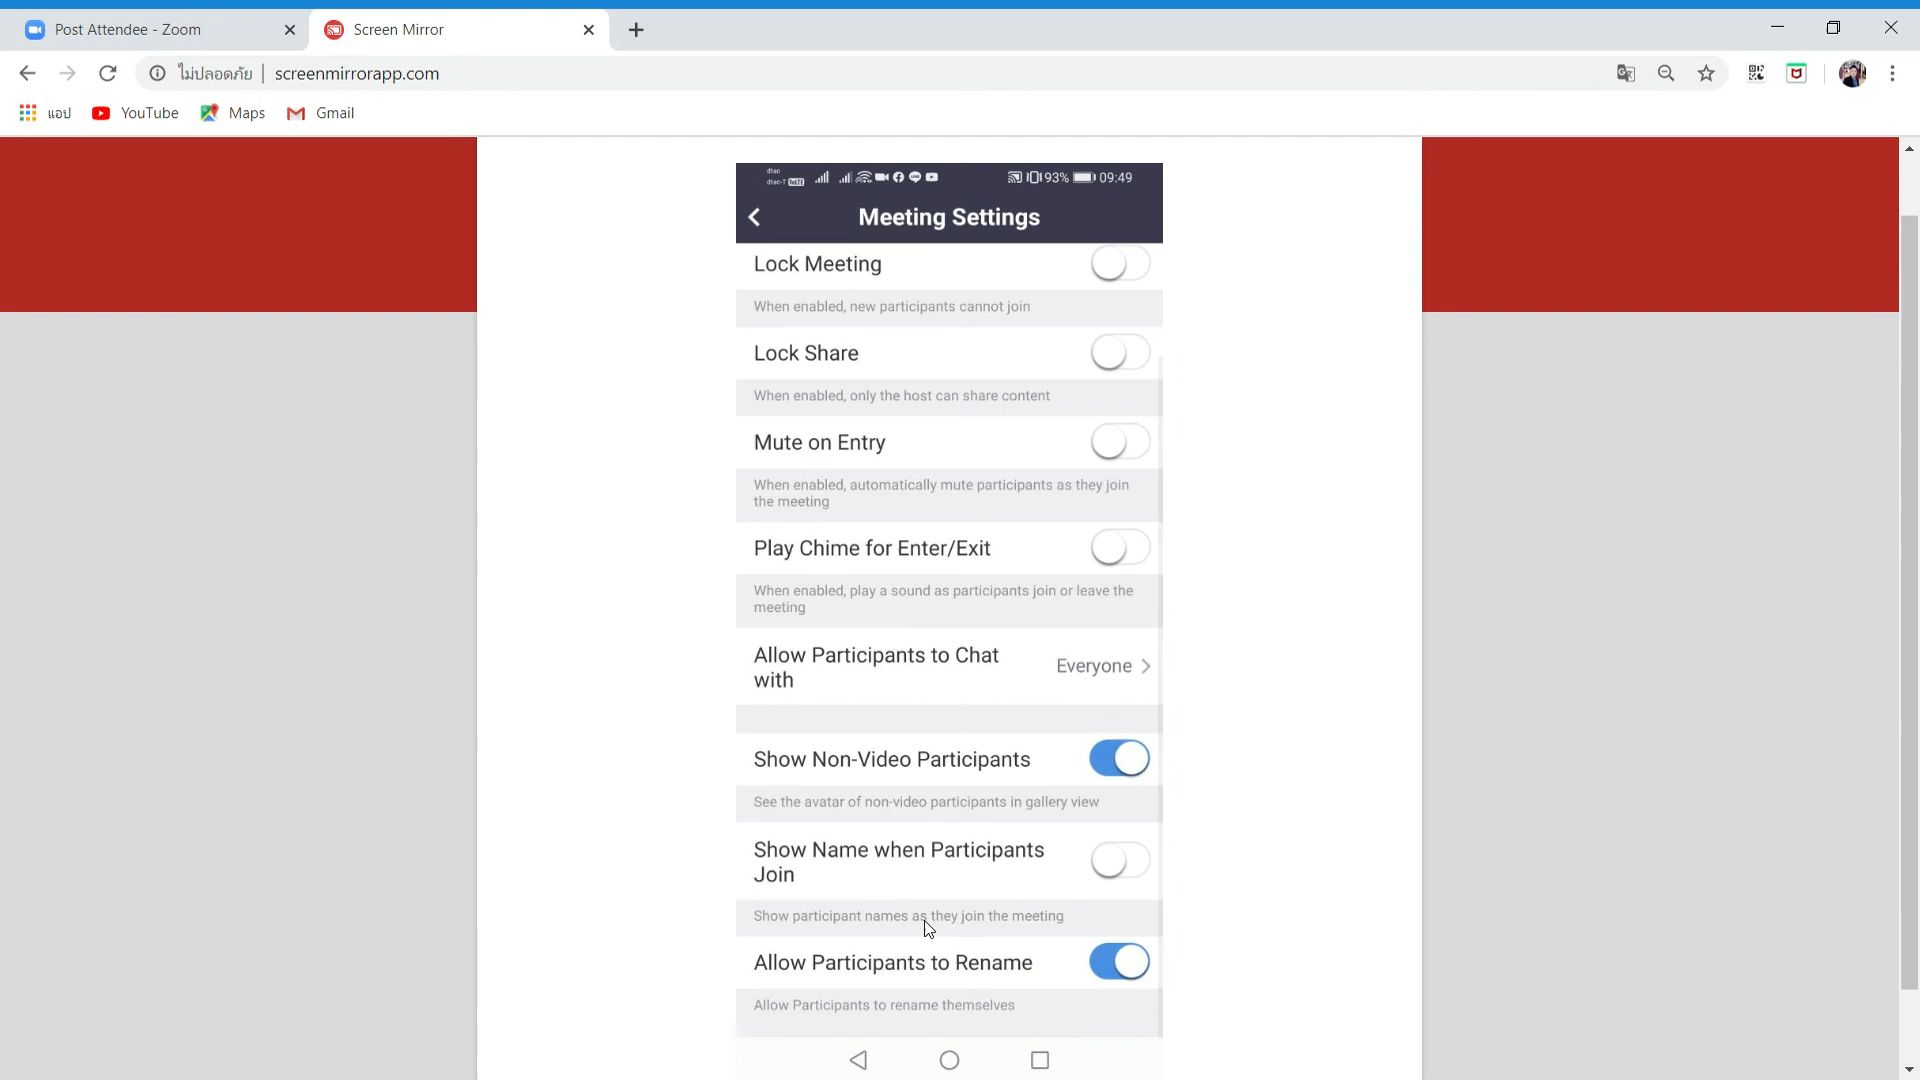 Post Attendee - Zoom
Screen Mirror
ไม่ปลอดภัย | screenmirrorapp.com
แอป YouTube Maps Gmail
dtac
dtac-T VoLTE
93% 09:49
Meeting Settings
Lock Meeting
When enabled, new participants cannot join
Lock Share
When enabled, only the host can share content
Mute on Entry
When enabled, automatically mute participants as they join
the meeting
Play Chime for Enter/Exit
When enabled, play a sound as participants join or leave the
meeting
Allow Participants to Chat
with
Everyone
Show Non-Video Participants
See the avatar of non-video participants in gallery view
Show Name when Participants
Join
Show participant names as they join the meeting
Allow Participants to Rename
Allow Participants to rename themselves